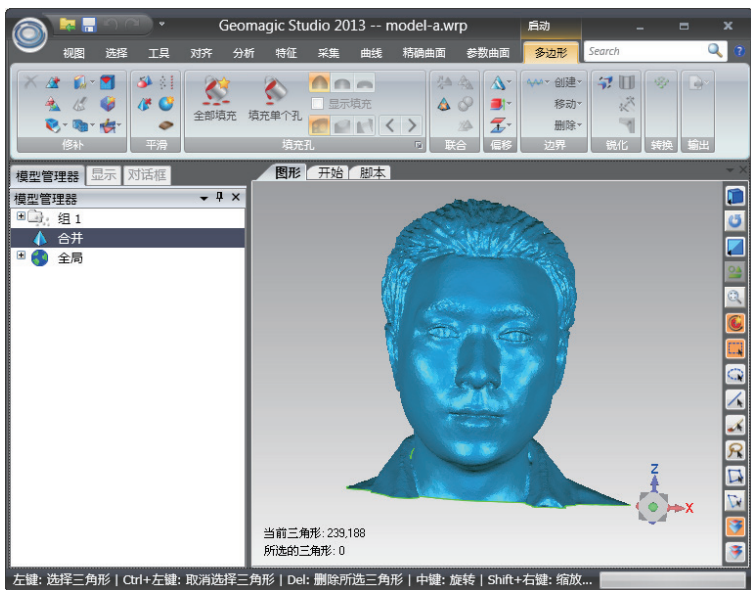 Geomagic Studio 2013 -- model-a.wrp 启动
视图 选择 工具 对齐 分析 特征 采集 曲线 精确曲面 参数曲面 多边形 Search
全部填充 填充单个孔 显示填充 创建 移动 删除
修补 平滑 填充孔 联合 偏移 边界 锐化 转换 输出
模型管理器 显示 对话框 图形 开始 脚本
模型管理器
组 1
合并
全局
Z
X
当前三角形: 239,188
所选的三角形: 0
左键: 选择三角形 | Ctrl+左键: 取消选择三角形 | Del: 删除所选三角形 | 中键: 旋转 | Shift+右键: 缩放...